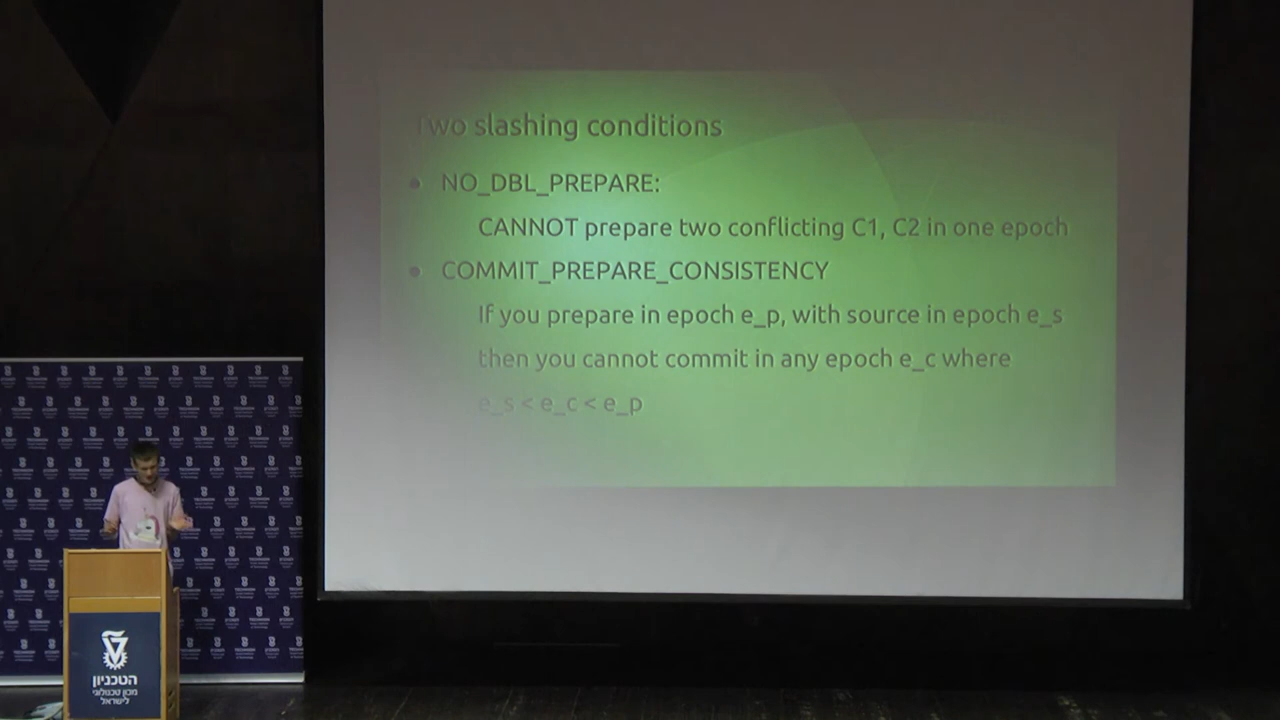 Two slashing conditions
NO_DBL_PREPARE:
CANNOT prepare two conflicting C1, C2 in one epoch
COMMIT_PREPARE_CONSISTENCY
If you prepare in epoch e_p, with source in epoch e_s
then you cannot commit in any epoch e_c where
e_s < e_c < e_p
הטכניון
מכון טכנולוגי
לישראל